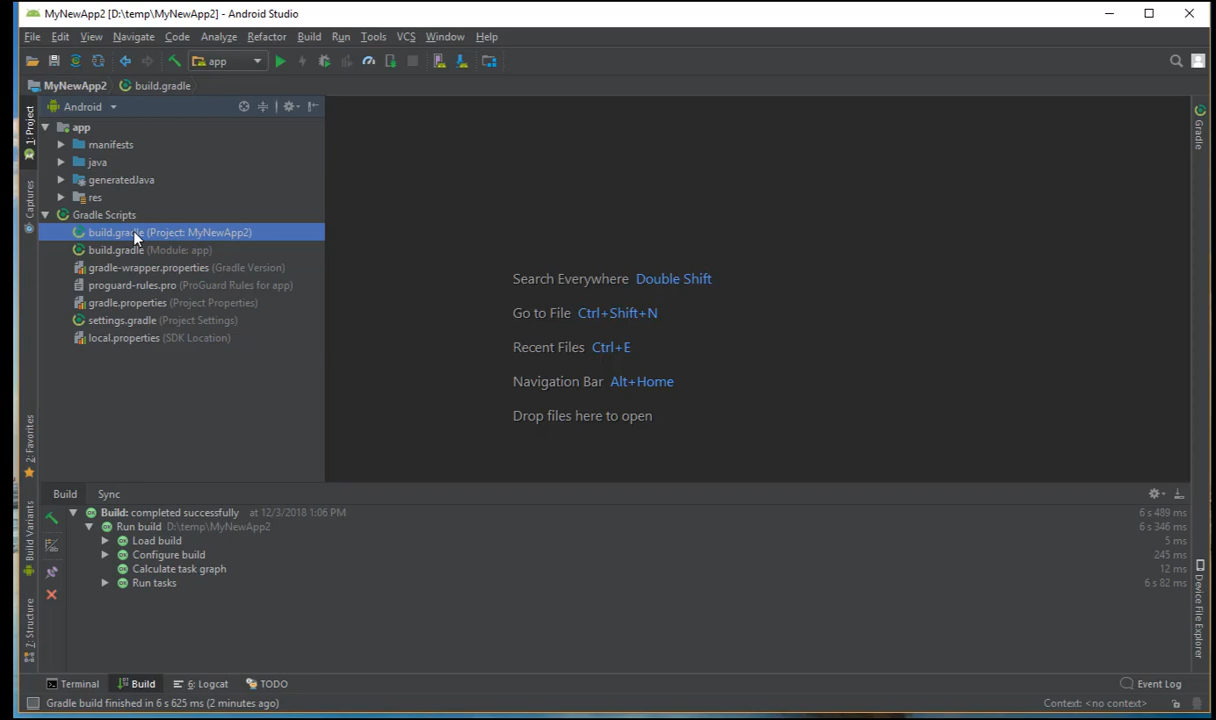 MyNewApp2 [D:\temp\MyNewApp2] - Android Studio
File Edit View Navigate Code Analyze Refactor Build Run Tools VCS Window Help
app
MyNewApp2 build.gradle
Android
1: Project
Captures
2: Favorites
Build Variants
7: Structure
app
manifests
java
generatedJava
res
Gradle Scripts
build.gradle (Project: MyNewApp2)
build.gradle (Module: app)
gradle-wrapper.properties (Gradle Version)
proguard-rules.pro (ProGuard Rules for app)
gradle.properties (Project Properties)
settings.gradle (Project Settings)
local.properties (SDK Location)
Search Everywhere Double Shift
Go to File Ctrl+Shift+N
Recent Files Ctrl+E
Navigation Bar Alt+Home
Drop files here to open
Gradle
Device File Explorer
Build Sync
Build: completed successfully at 12/3/2018 1:06 PM 6 s 489 ms
Run build D:\temp\MyNewApp2 6 s 346 ms
Load build 5 ms
Configure build 245 ms
Calculate task graph 12 ms
Run tasks 6 s 82 ms
Terminal Build 6: Logcat TODO Event Log
Gradle build finished in 6 s 625 ms (2 minutes ago) Context: <no context>